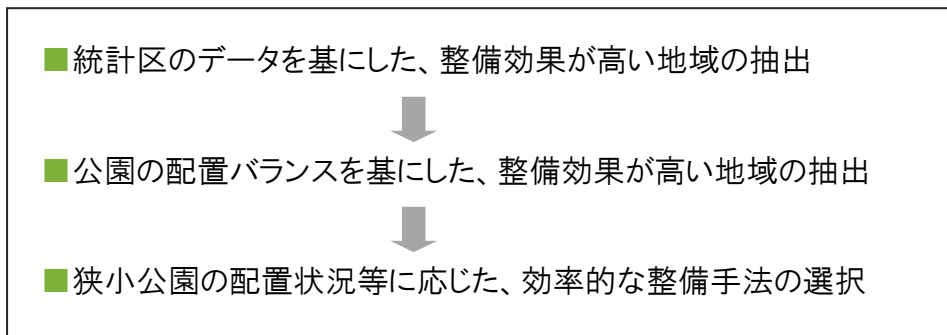 ■統計区のデータを基にした、整備効果が高い地域の抽出
■公園の配置バランスを基にした、整備効果が高い地域の抽出
■狭小公園の配置状況等に応じた、効率的な整備手法の選択